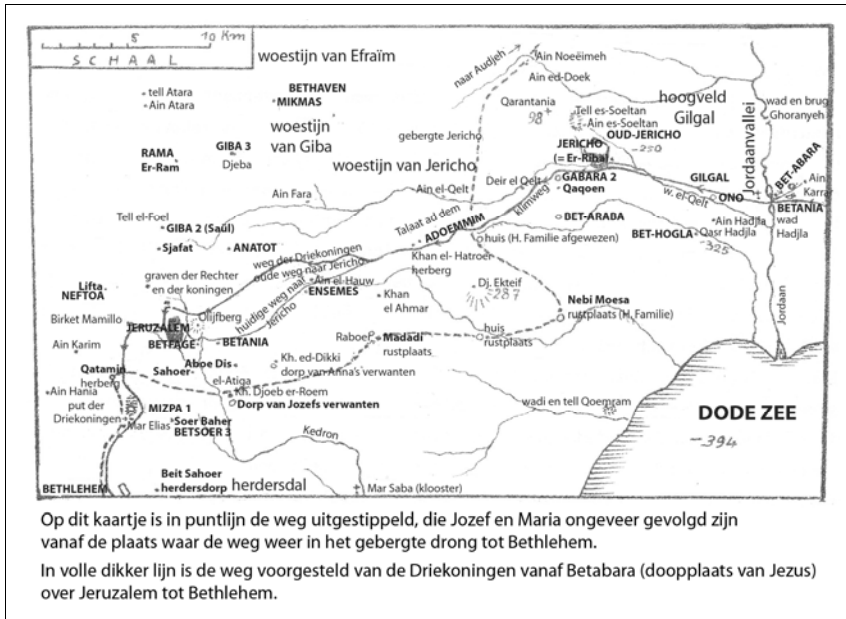 5 10 Km
SCHAAL
woestijn van Efraïm
naar Audjeh
Ain Noeëimeh
Ain ed-Doek
tell Atara
Ain Atara
BETHAVEN
MIKMAS
Qarantania
98
Tell es-Soeltan
Ain es-Soeltan
hoogveld
Gilgal
Jordaanvallei
wad en brug
Ghoranyeh
woestijn
van Giba
gebergte Jericho
OUD-JERICHO
-250
RAMA
Er-Ram
GIBA 3
Djeba
woestijn van Jericho
JERICHO
(= Er-Riha)
GILGAL
BET-ABARA
Ain
Karrar
Ain Fara
Ain el-Qelt
Deir el Qelt
klimweg
GABARA 2
Qaqoen
w. el-Qelt
ONO
BETANIA
Tell el-Foel
GIBA 2 (Saül)
Talaat ad dem
ADOEMMIM
BET-ARABA
Ain Hadjla
wad
Hadjla
Sjafat
ANATOT
weg der Driekoningen
oude weg naar Jericho
huis (H. Familie afgewezen)
BET-HOGLA
Qasr Hadjla
-325
Khan el- Hatroer
herberg
graven der Rechter
en der koningen
huidige weg naar
Jericho
Ain el-Hauw
ENSEMES
Dj. Ekteif
287
Lifta
NEFTOA
Khan
el Ahmar
Nebi Moesa
rustplaats (H. Familie)
Olijfberg
Birket Mamillo
JERUZALEM
Jordaan
Ain Karim
BETFAGE
BETANIA
Raboef
Madadi
rustplaats
huis
rustplaats
Qatamin
herberg
Sahoer
Aboe Dis
Kh. ed-Dikki
dorp van Anna's verwanten
el-Atiga
Ain Hania
put der
Driekoningen
Kh. Djoeb er-Roem
Dorp van Jozefs verwanten
wadi en tell Qoemram
DODE ZEE
-394
MIZPA 1
Mar Elias
Soer Baher
BETSOER 3
Kedron
BETHLEHEM
Beit Sahoer
herdersdorp
herdersdal
Mar Saba (klooster)
Op dit kaartje is in puntlijn de weg uitgestippeld, die Jozef en Maria ongeveer gevolgd zijn
vanaf de plaats waar de weg weer in het gebergte drong tot Bethlehem.
In volle dikker lijn is de weg voorgesteld van de Driekoningen vanaf Betabara (doopplaats van Jezus)
over Jeruzalem tot Bethlehem.